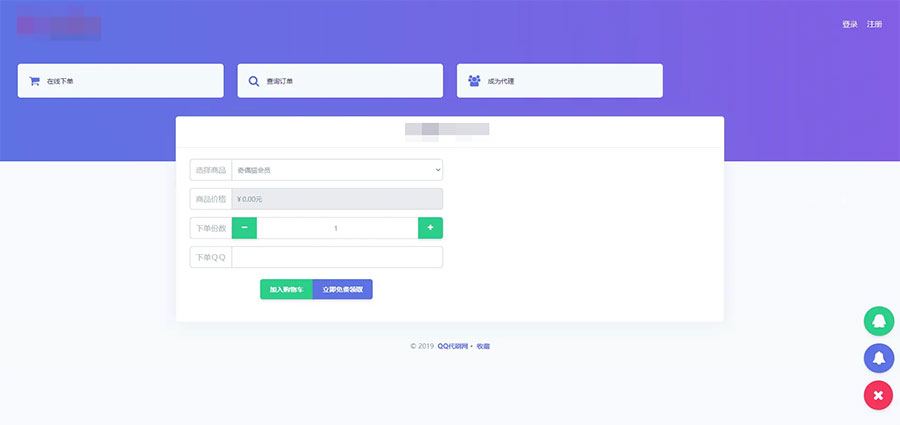 登录 注册
在线下单 查询订单 成为代理
选择商品 奇偶猫会员
商品价格 ¥ 0.00元
下单份数 1
下单QQ
加入购物车 立即免费领取
© 2019 QQ代刷网 · 收藏